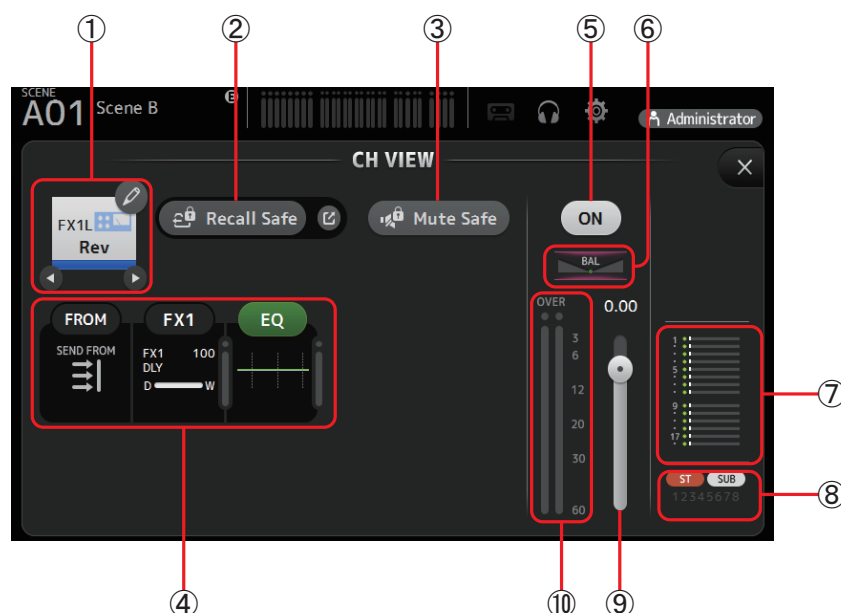 ① ② ③ ⑤ ⑥
SCENE
A01 Scene B E Administrator
CH VIEW
FX1L
Rev
Recall Safe
Mute Safe
ON
BAL
OVER 0.00
FROM FX1 EQ
SEND FROM
FX1 100
DLY
D W
3
6
12
20
30
60
1
5
9
17
ST SUB
12345678
⑦
⑧
④ ⑩ ⑨